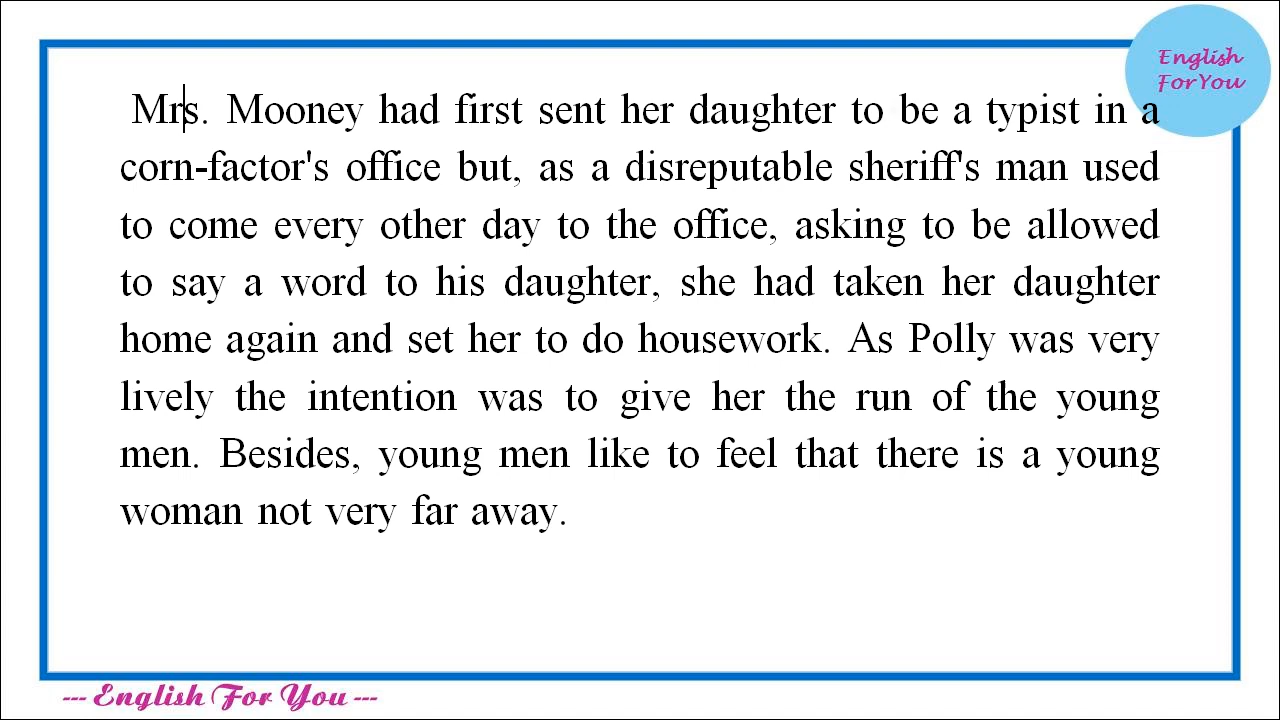 English
ForYou
Mrs. Mooney had first sent her daughter to be a typist in a
corn-factor's office but, as a disreputable sheriff's man used
to come every other day to the office, asking to be allowed
to say a word to his daughter, she had taken her daughter
home again and set her to do housework. As Polly was very
lively the intention was to give her the run of the young
men. Besides, young men like to feel that there is a young
woman not very far away.
--- English For You ---